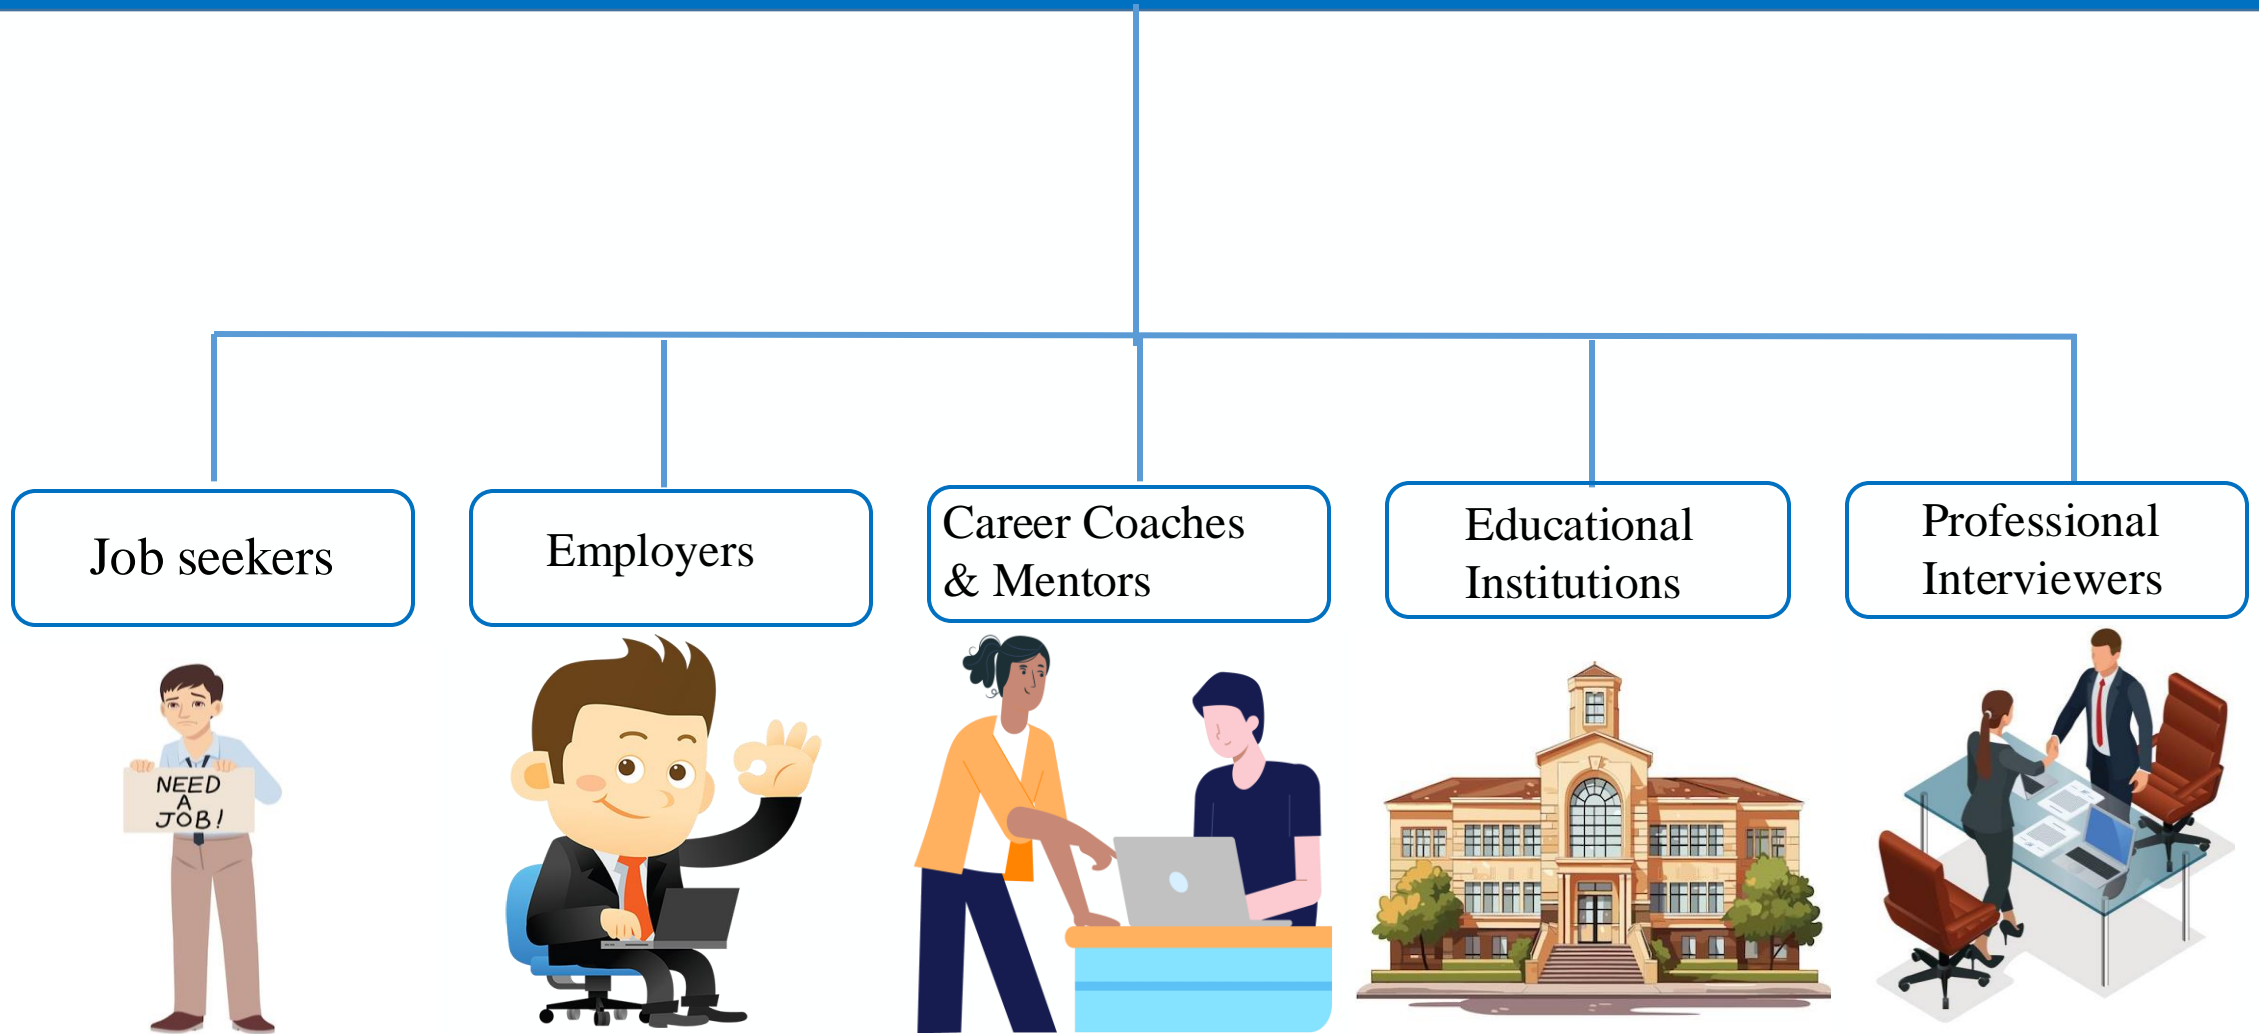 Job seekers
Employers
Career Coaches
& Mentors
Educational
Institutions
Professional
Interviewers
NEED
A
JOB!